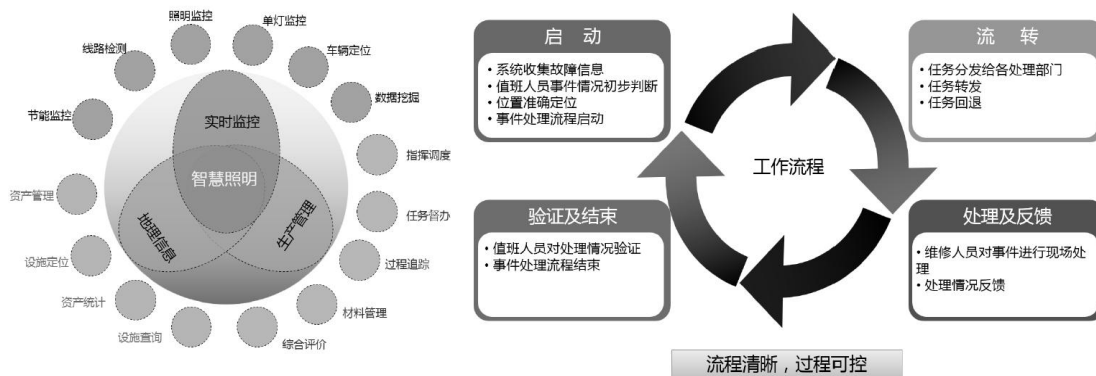 照明监控
单灯监控
线路检测
车辆定位
节能监控
数据挖掘
实时监控
指挥调度
智慧照明
资产管理
地理信息
生产管理
任务督办
设施定位
过程追踪
资产统计
材料管理
设施查询
综合评价
启 动
• 系统收集故障信息
• 值班人员事件情况初步判断
• 位置准确定位
• 事件处理流程启动
流 转
• 任务分发给各处理部门
• 任务转发
• 任务回退
工作流程
验证及结束
• 值班人员对处理情况验证
• 事件处理流程结束
处理及反馈
• 维修人员对事件进行现场处
理
• 处理情况反馈
流程清晰，过程可控